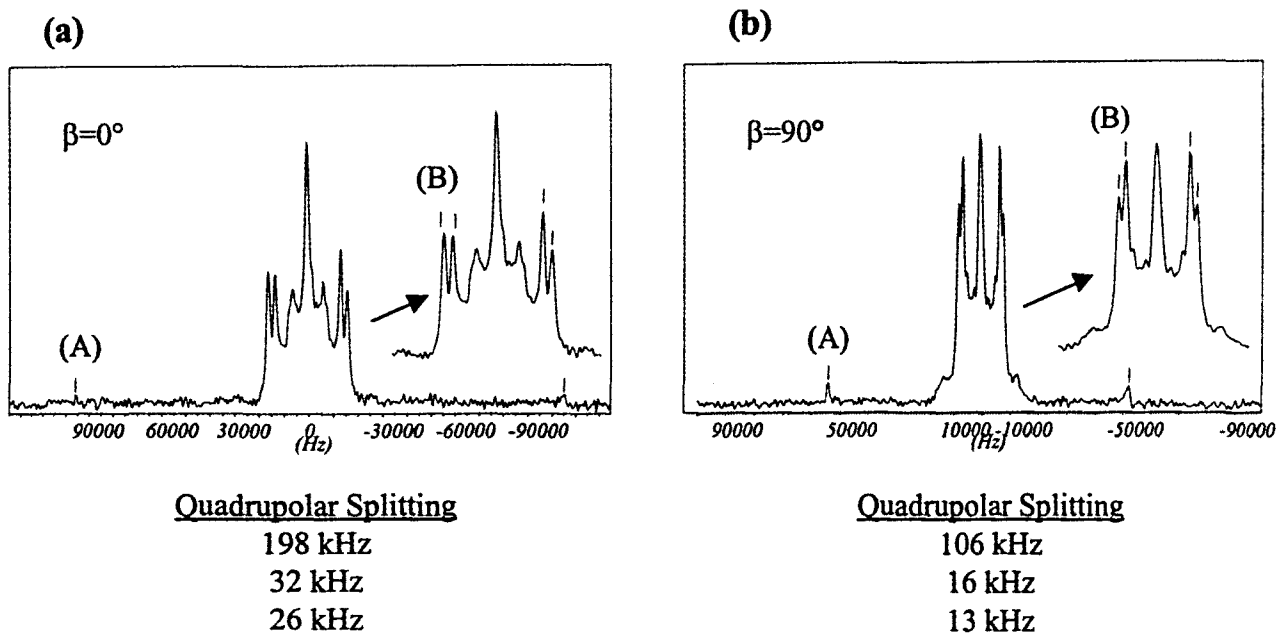 (a)
β=0°
(B)
(A)
90000 60000 30000 0 -30000 -60000 -90000
(Hz)
Quadrupolar Splitting
198 kHz
32 kHz
26 kHz
(b)
β=90°
(B)
(A)
90000 50000 10000 -10000 -50000 -90000
(Hz)
Quadrupolar Splitting
106 kHz
16 kHz
13 kHz